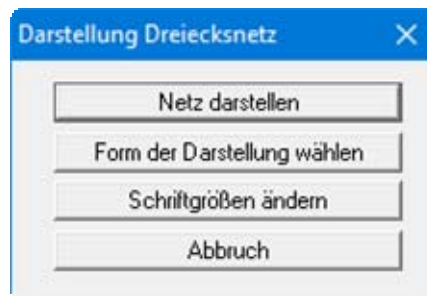 Darstellung Dreiecksnetz
Netz darstellen
Form der Darstellung wählen
Schriftgrößen ändern
Abbruch